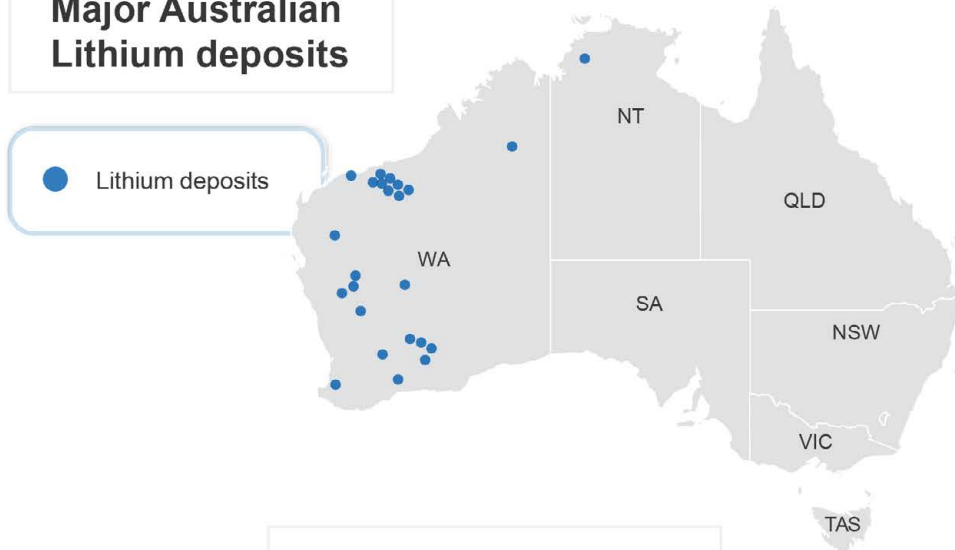 Major Australian
Lithium deposits
Lithium deposits
NT
QLD
WA
SA
NSW
VIC
TAS